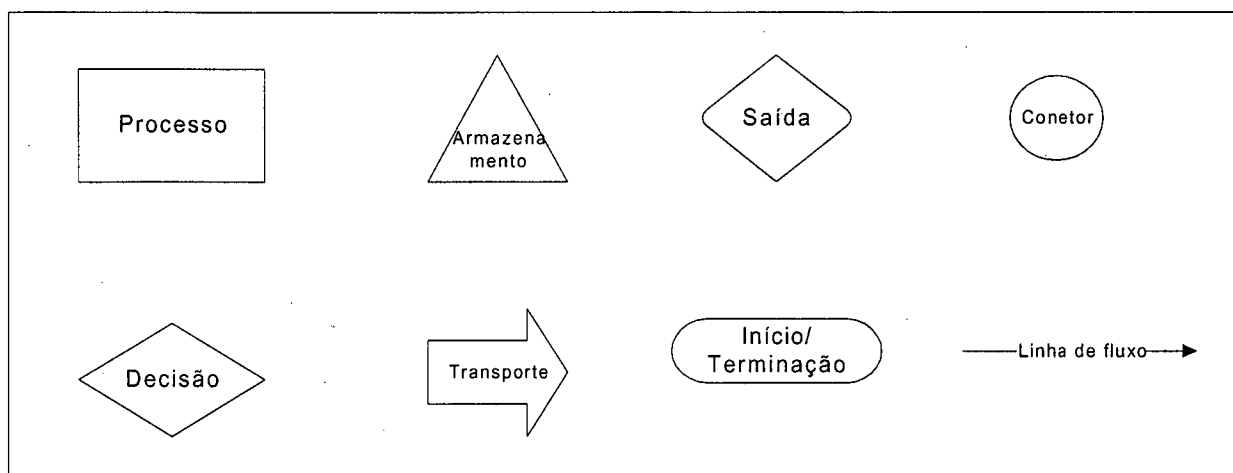 Processo
Armazena
mento
Saída
Conetor
Decisão
Transporte
Início/
Terminação
Linha de fluxo